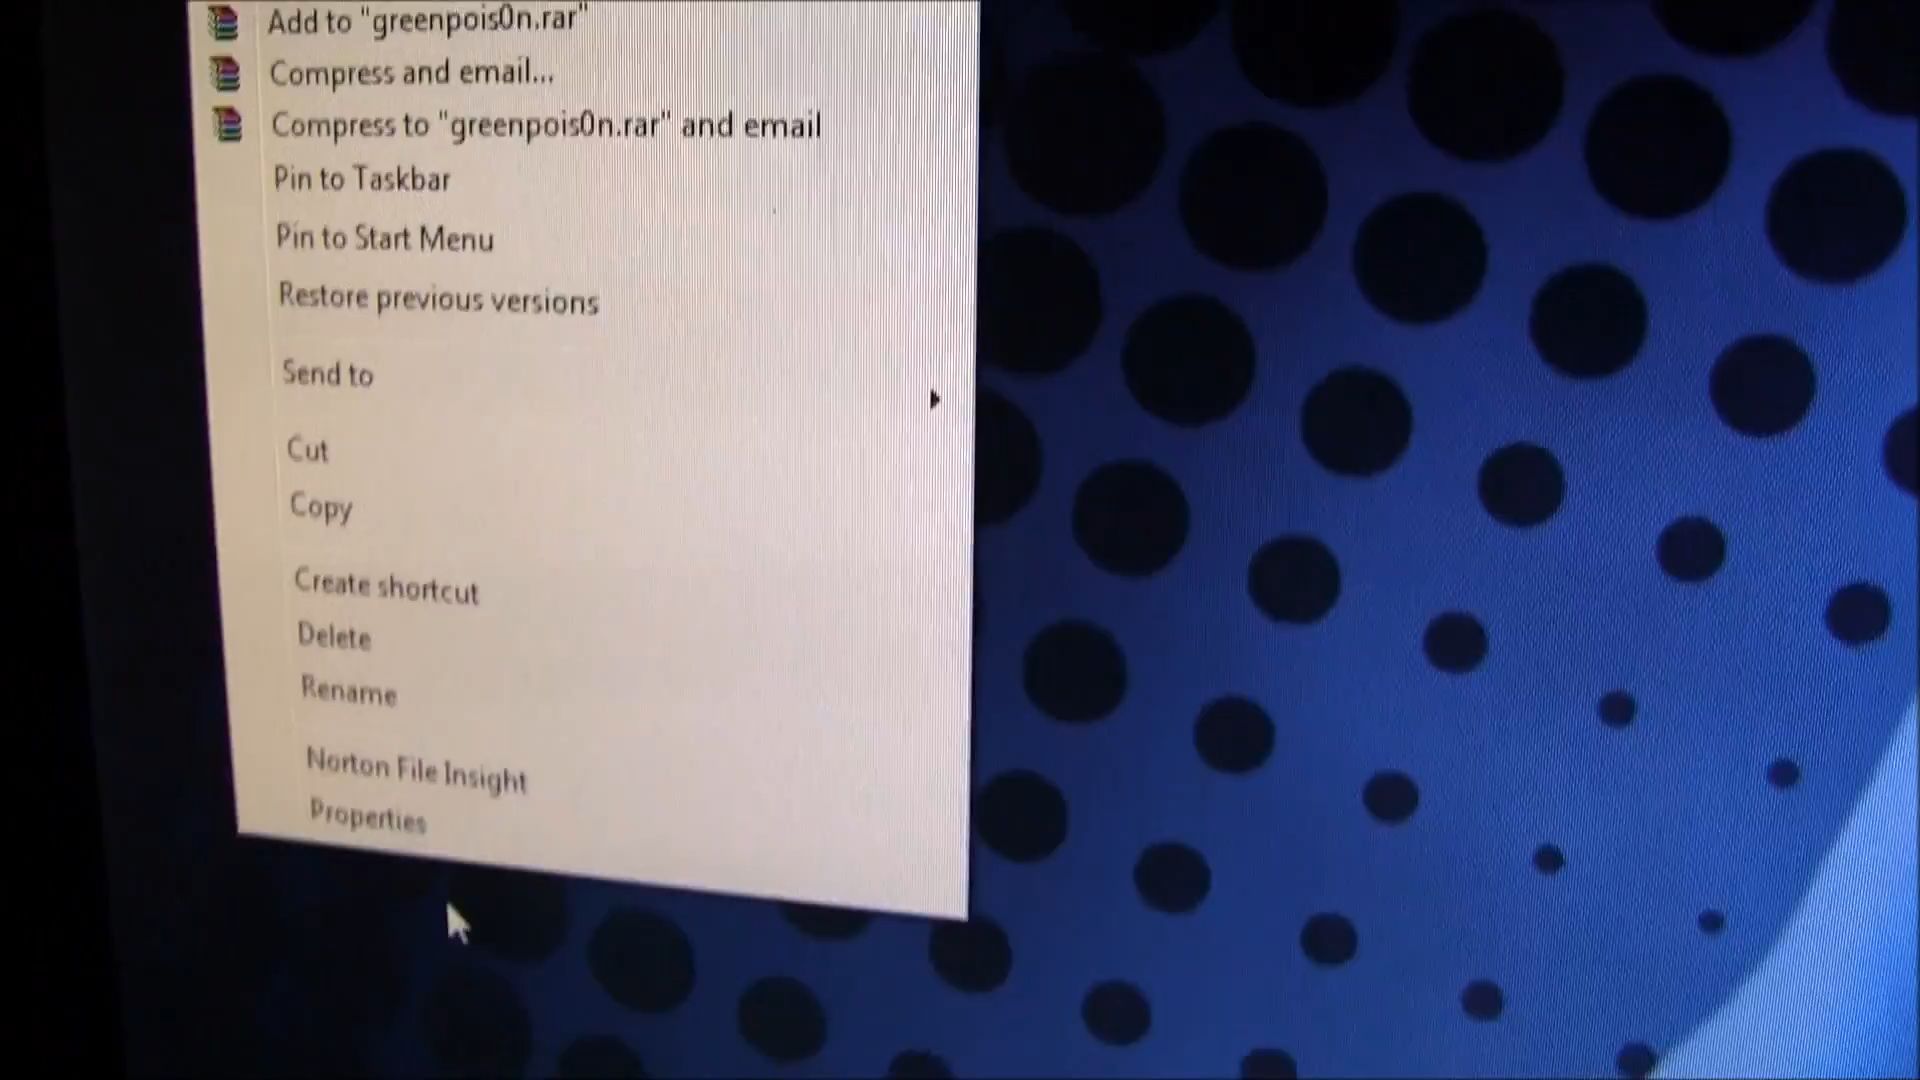 Add to "greenpois0n.rar"
Compress and email...
Compress to "greenpois0n.rar" and email
Pin to Taskbar
Pin to Start Menu
Restore previous versions
Send to
Cut
Copy
Create shortcut
Delete
Rename
Norton File Insight
Properties